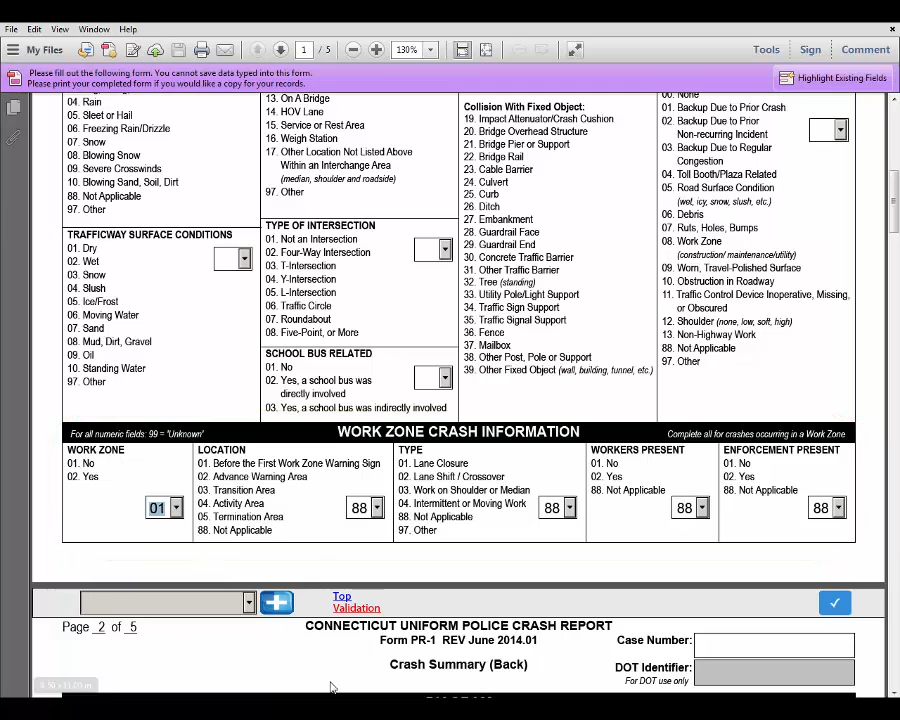 File Edit View Window Help
My Files 1 / 5 130% Tools Sign Comment
Please fill out the following form. You cannot save data typed into this form.
Please print your completed form if you would like a copy for your records.
Highlight Existing Fields
04. Rain
05. Sleet or Hail
06. Freezing Rain/Drizzle
07. Snow
08. Blowing Snow
09. Severe Crosswinds
10. Blowing Sand, Soil, Dirt
88. Not Applicable
97. Other
TRAFFICWAY SURFACE CONDITIONS
01. Dry
02. Wet
03. Snow
04. Slush
05. Ice/Frost
06. Moving Water
07. Sand
08. Mud, Dirt, Gravel
09. Oil
10. Standing Water
97. Other
13. On A Bridge
14. HOV Lane
15. Service or Rest Area
16. Weigh Station
17. Other Location Not Listed Above
Within an Interchange Area
(median, shoulder and roadside)
97. Other
TYPE OF INTERSECTION
01. Not an Intersection
02. Four-Way Intersection
03. T-Intersection
04. Y-Intersection
05. L-Intersection
06. Traffic Circle
07. Roundabout
08. Five-Point, or More
SCHOOL BUS RELATED
01. No
02. Yes, a school bus was
directly involved
03. Yes, a school bus was indirectly involved
Collision With Fixed Object:
19. Impact Attenuator/Crash Cushion
20. Bridge Overhead Structure
21. Bridge Pier or Support
22. Bridge Rail
23. Cable Barrier
24. Culvert
25. Curb
26. Ditch
27. Embankment
28. Guardrail Face
29. Guardrail End
30. Concrete Traffic Barrier
31. Other Traffic Barrier
32. Tree (standing)
33. Utility Pole/Light Support
34. Traffic Sign Support
35. Traffic Signal Support
36. Fence
37. Mailbox
38. Other Post, Pole or Support
39. Other Fixed Object (wall, building, tunnel, etc.)
00. None
01. Backup Due to Prior Crash
02. Backup Due to Prior
Non-recurring Incident
03. Backup Due to Regular
Congestion
04. Toll Booth/Plaza Related
05. Road Surface Condition
(wet, icy, snow, slush, etc.)
06. Debris
07. Ruts, Holes, Bumps
08. Work Zone
(construction/ maintenance/utility)
09. Worn, Travel-Polished Surface
10. Obstruction in Roadway
11. Traffic Control Device Inoperative, Missing,
or Obscured
12. Shoulder (none, low, soft, high)
13. Non-Highway Work
88. Not Applicable
97. Other
For all numeric fields: 99 = "Unknown" WORK ZONE CRASH INFORMATION Complete all for crashes occurring in a Work Zone
WORK ZONE
01. No
02. Yes
01
LOCATION
01. Before the First Work Zone Warning Sign
02. Advance Warning Area
03. Transition Area
04. Activity Area
05. Termination Area
88. Not Applicable
88
TYPE
01. Lane Closure
02. Lane Shift / Crossover
03. Work on Shoulder or Median
04. Intermittent or Moving Work
88. Not Applicable
97. Other
88
WORKERS PRESENT
01. No
02. Yes
88. Not Applicable
88
ENFORCEMENT PRESENT
01. No
02. Yes
88. Not Applicable
88
Top
Validation
Page 2 of 5
CONNECTICUT UNIFORM POLICE CRASH REPORT
Form PR-1 REV June 2014.01
Crash Summary (Back)
Case Number:
DOT Identifier:
For DOT use only
8.50 x 11.00 in